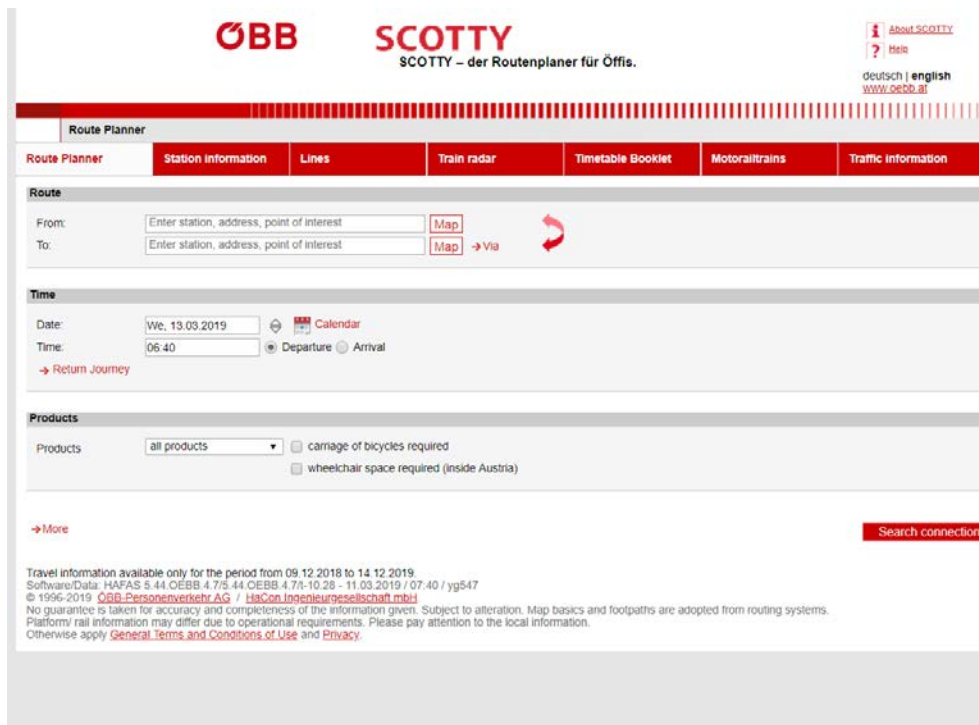 ÖBB SCOTTY About SCOTTY
SCOTTY – der Routenplaner für Öffis. Help
deutsch | english
www.oebb.at
Route Planner
Route Planner Station information Lines Train radar Timetable Booklet Motorailtrains Traffic information
Route
From: Enter station, address, point of interest Map
To: Enter station, address, point of interest Map → Via
Time
Date: We, 13.03.2019 Calendar
Time: 06:40 Departure Arrival
→ Return Journey
Products
Products all products carriage of bicycles required
wheelchair space required (inside Austria)
→ More Search connection
Travel information available only for the period from 09.12.2018 to 14.12.2019.
Software/Data: HAFAS 5.44.OEBB.4.7/5.44.OEBB.4.7/I-10.28 - 11.03.2019 / 07:40 / yg547
© 1996-2019 ÖBB-Personenverkehr AG / HaCon Ingenieurgesellschaft mbH
No guarantee is taken for accuracy and completeness of the information given. Subject to alteration. Map basics and footpaths are adopted from routing systems.
Platform/ rail information may differ due to operational requirements. Please pay attention to the local information.
Otherwise apply General Terms and Conditions of Use and Privacy.